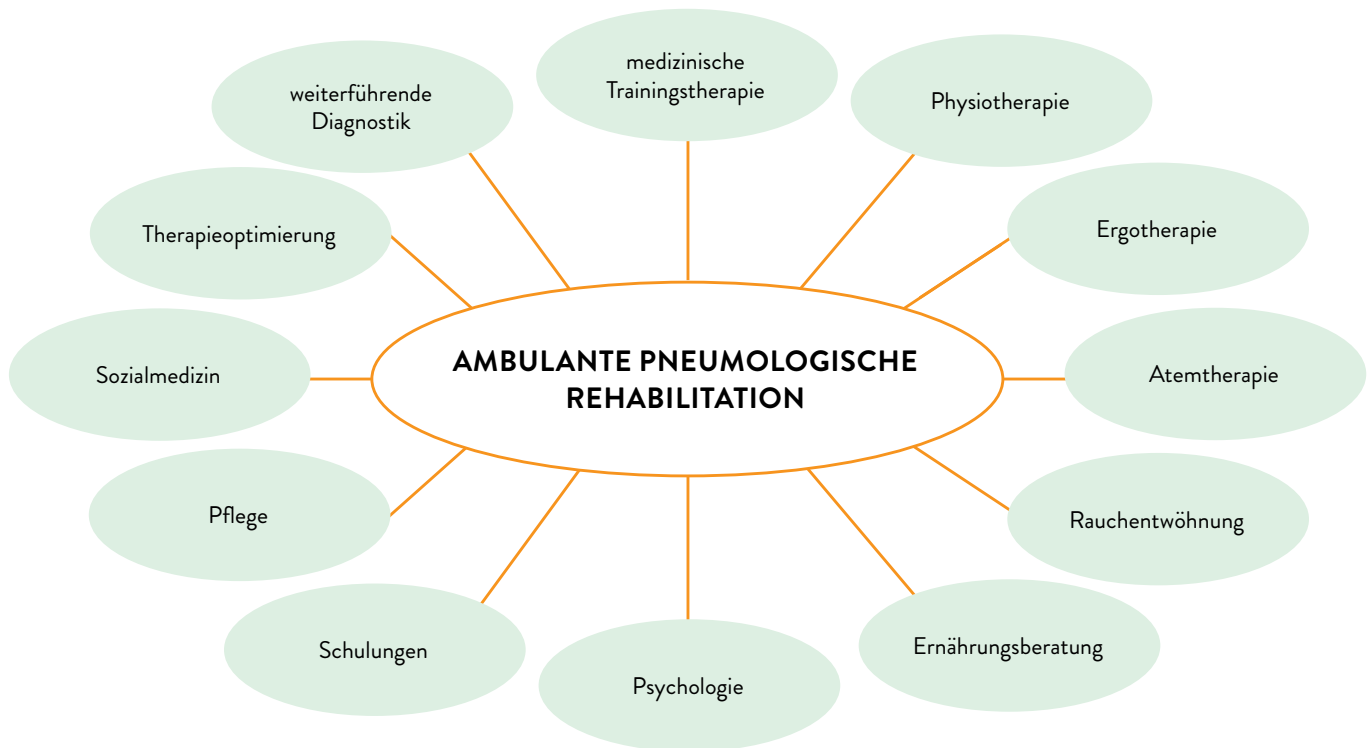 medizinische
Trainingstherapie
weiterführende
Diagnostik
Physiotherapie
Therapieoptimierung
Ergotherapie
AMBULANTE PNEUMOLOGISCHE
REHABILITATION
Sozialmedizin
Atemtherapie
Pflege
Rauchentwöhnung
Schulungen
Ernährungsberatung
Psychologie